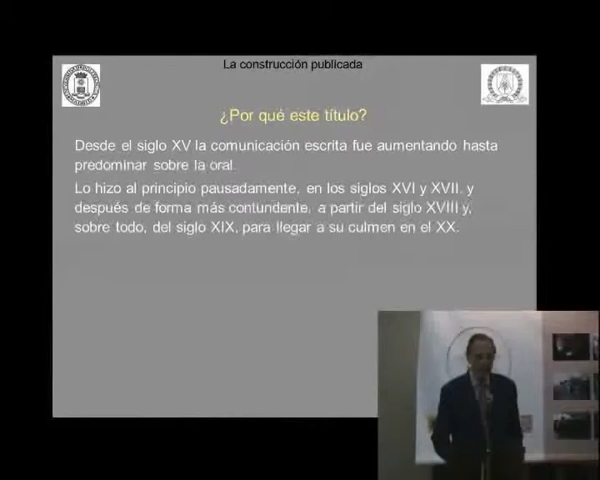 La construcción publicada
¿Por qué este título?
Desde el siglo XV la comunicación escrita fue aumentando hasta
predominar sobre la oral.
Lo hizo al principio pausadamente, en los siglos XVI y XVII. y
después de forma más contundente, a partir del siglo XVIII y,
sobre todo, del siglo XIX, para llegar a su culmen en el XX.